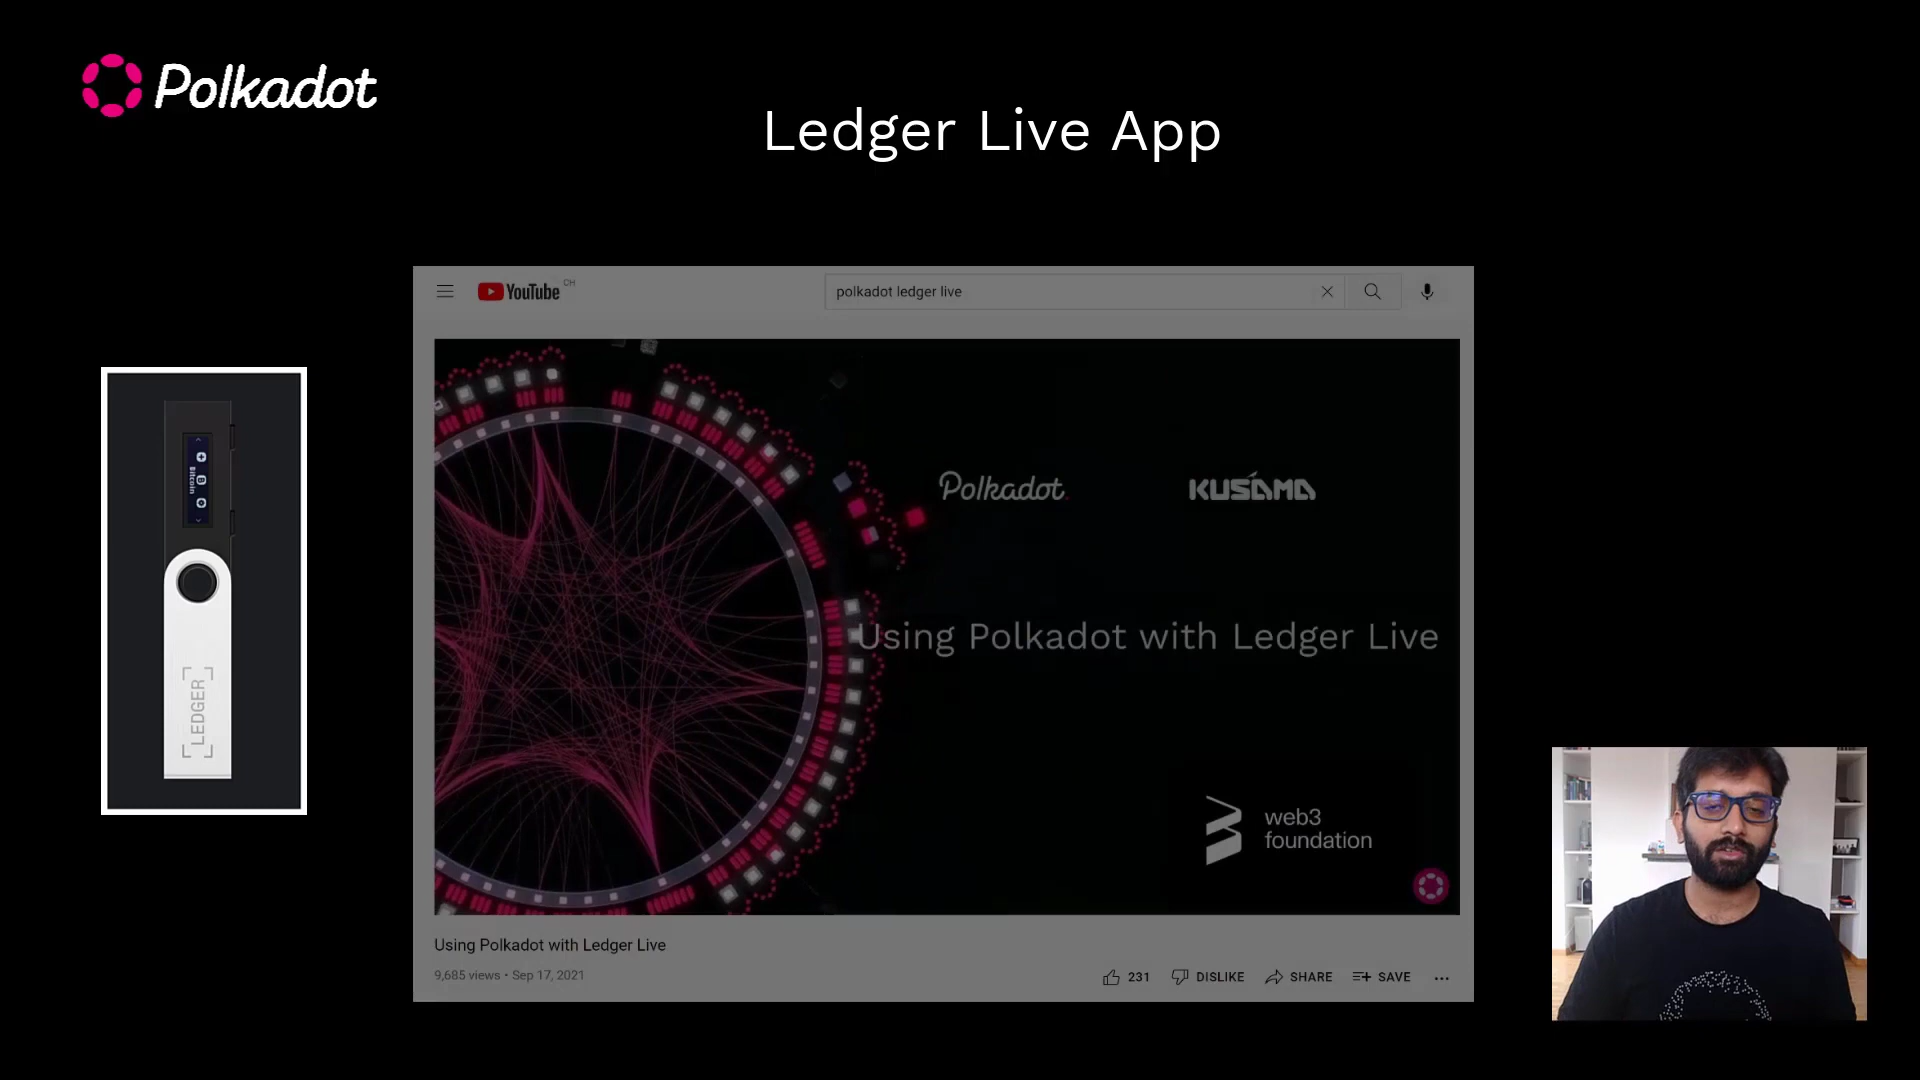 Polkadot
Ledger Live App
YouTube CH
polkadot ledger live
Polkadot.
KUSAMA
Bitcoin
Using Polkadot with Ledger Live
LEDGER
web3
foundation
Using Polkadot with Ledger Live
9,685 views • Sep 17, 2021
231 DISLIKE SHARE SAVE ...